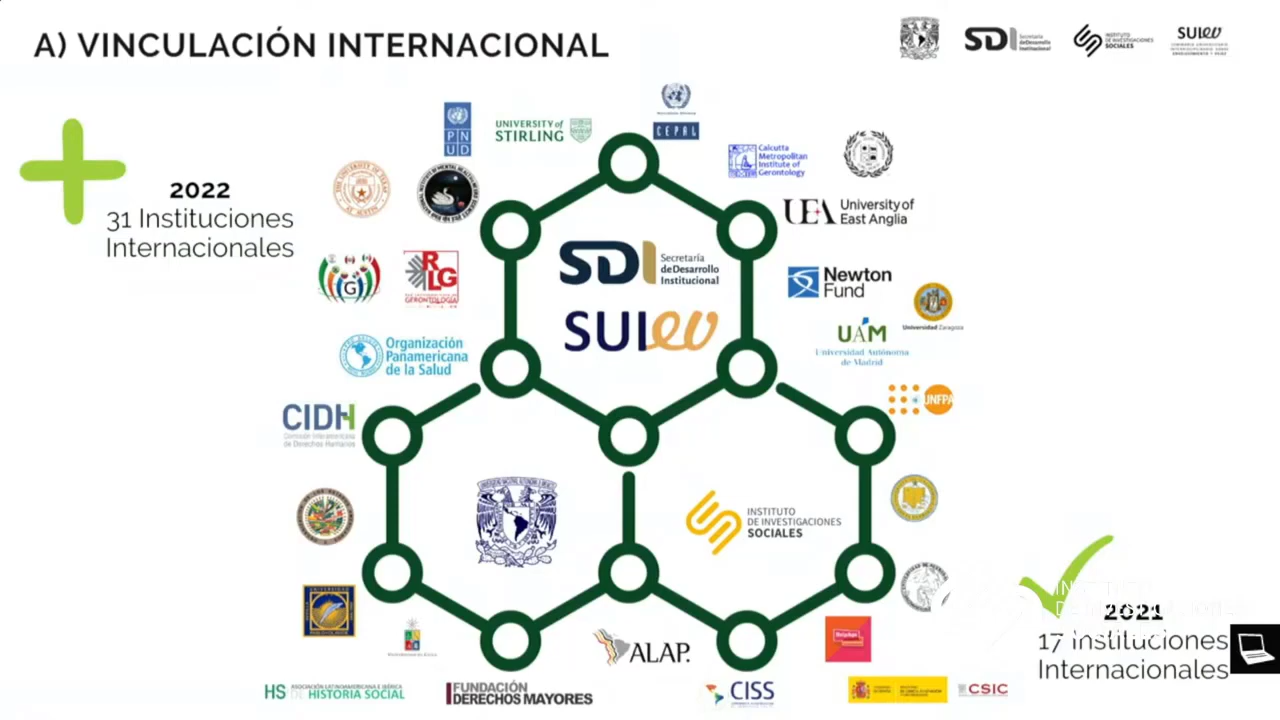 A) VINCULACIÓN INTERNACIONAL
SDI Secretaría
deDesarrollo
Institucional
INSTITUTO
DE INVESTIGACIONES
SOCIALES
SUIev
2022
31 Instituciones
Internacionales
PNUD
UNIVERSITY of
STIRLING
CEPAL
Calcutta
Metropolitan
Institute of
Gerontology
UEA University of
East Anglia
Newton
Fund
Universidad Zaragoza
UAM
Universidad Autónoma
de Madrid
UNFPA
G
RLG
GERONTOLOGÍA
Organización
Panamericana
de la Salud
CIDH
Comisión Interamericana
de Derechos Humanos
SDI Secretaría
deDesarrollo
Institucional
SUIev
INSTITUTO
DE INVESTIGACIONES
SOCIALES
ALAP.
HS ASOCIACIÓN LATINOAMERICANA E IBÉRICA
DE HISTORIA SOCIAL
FUNDACIÓN
DERECHOS MAYORES
CISS
CSIC
2021
17 Instituciones
Internacionales